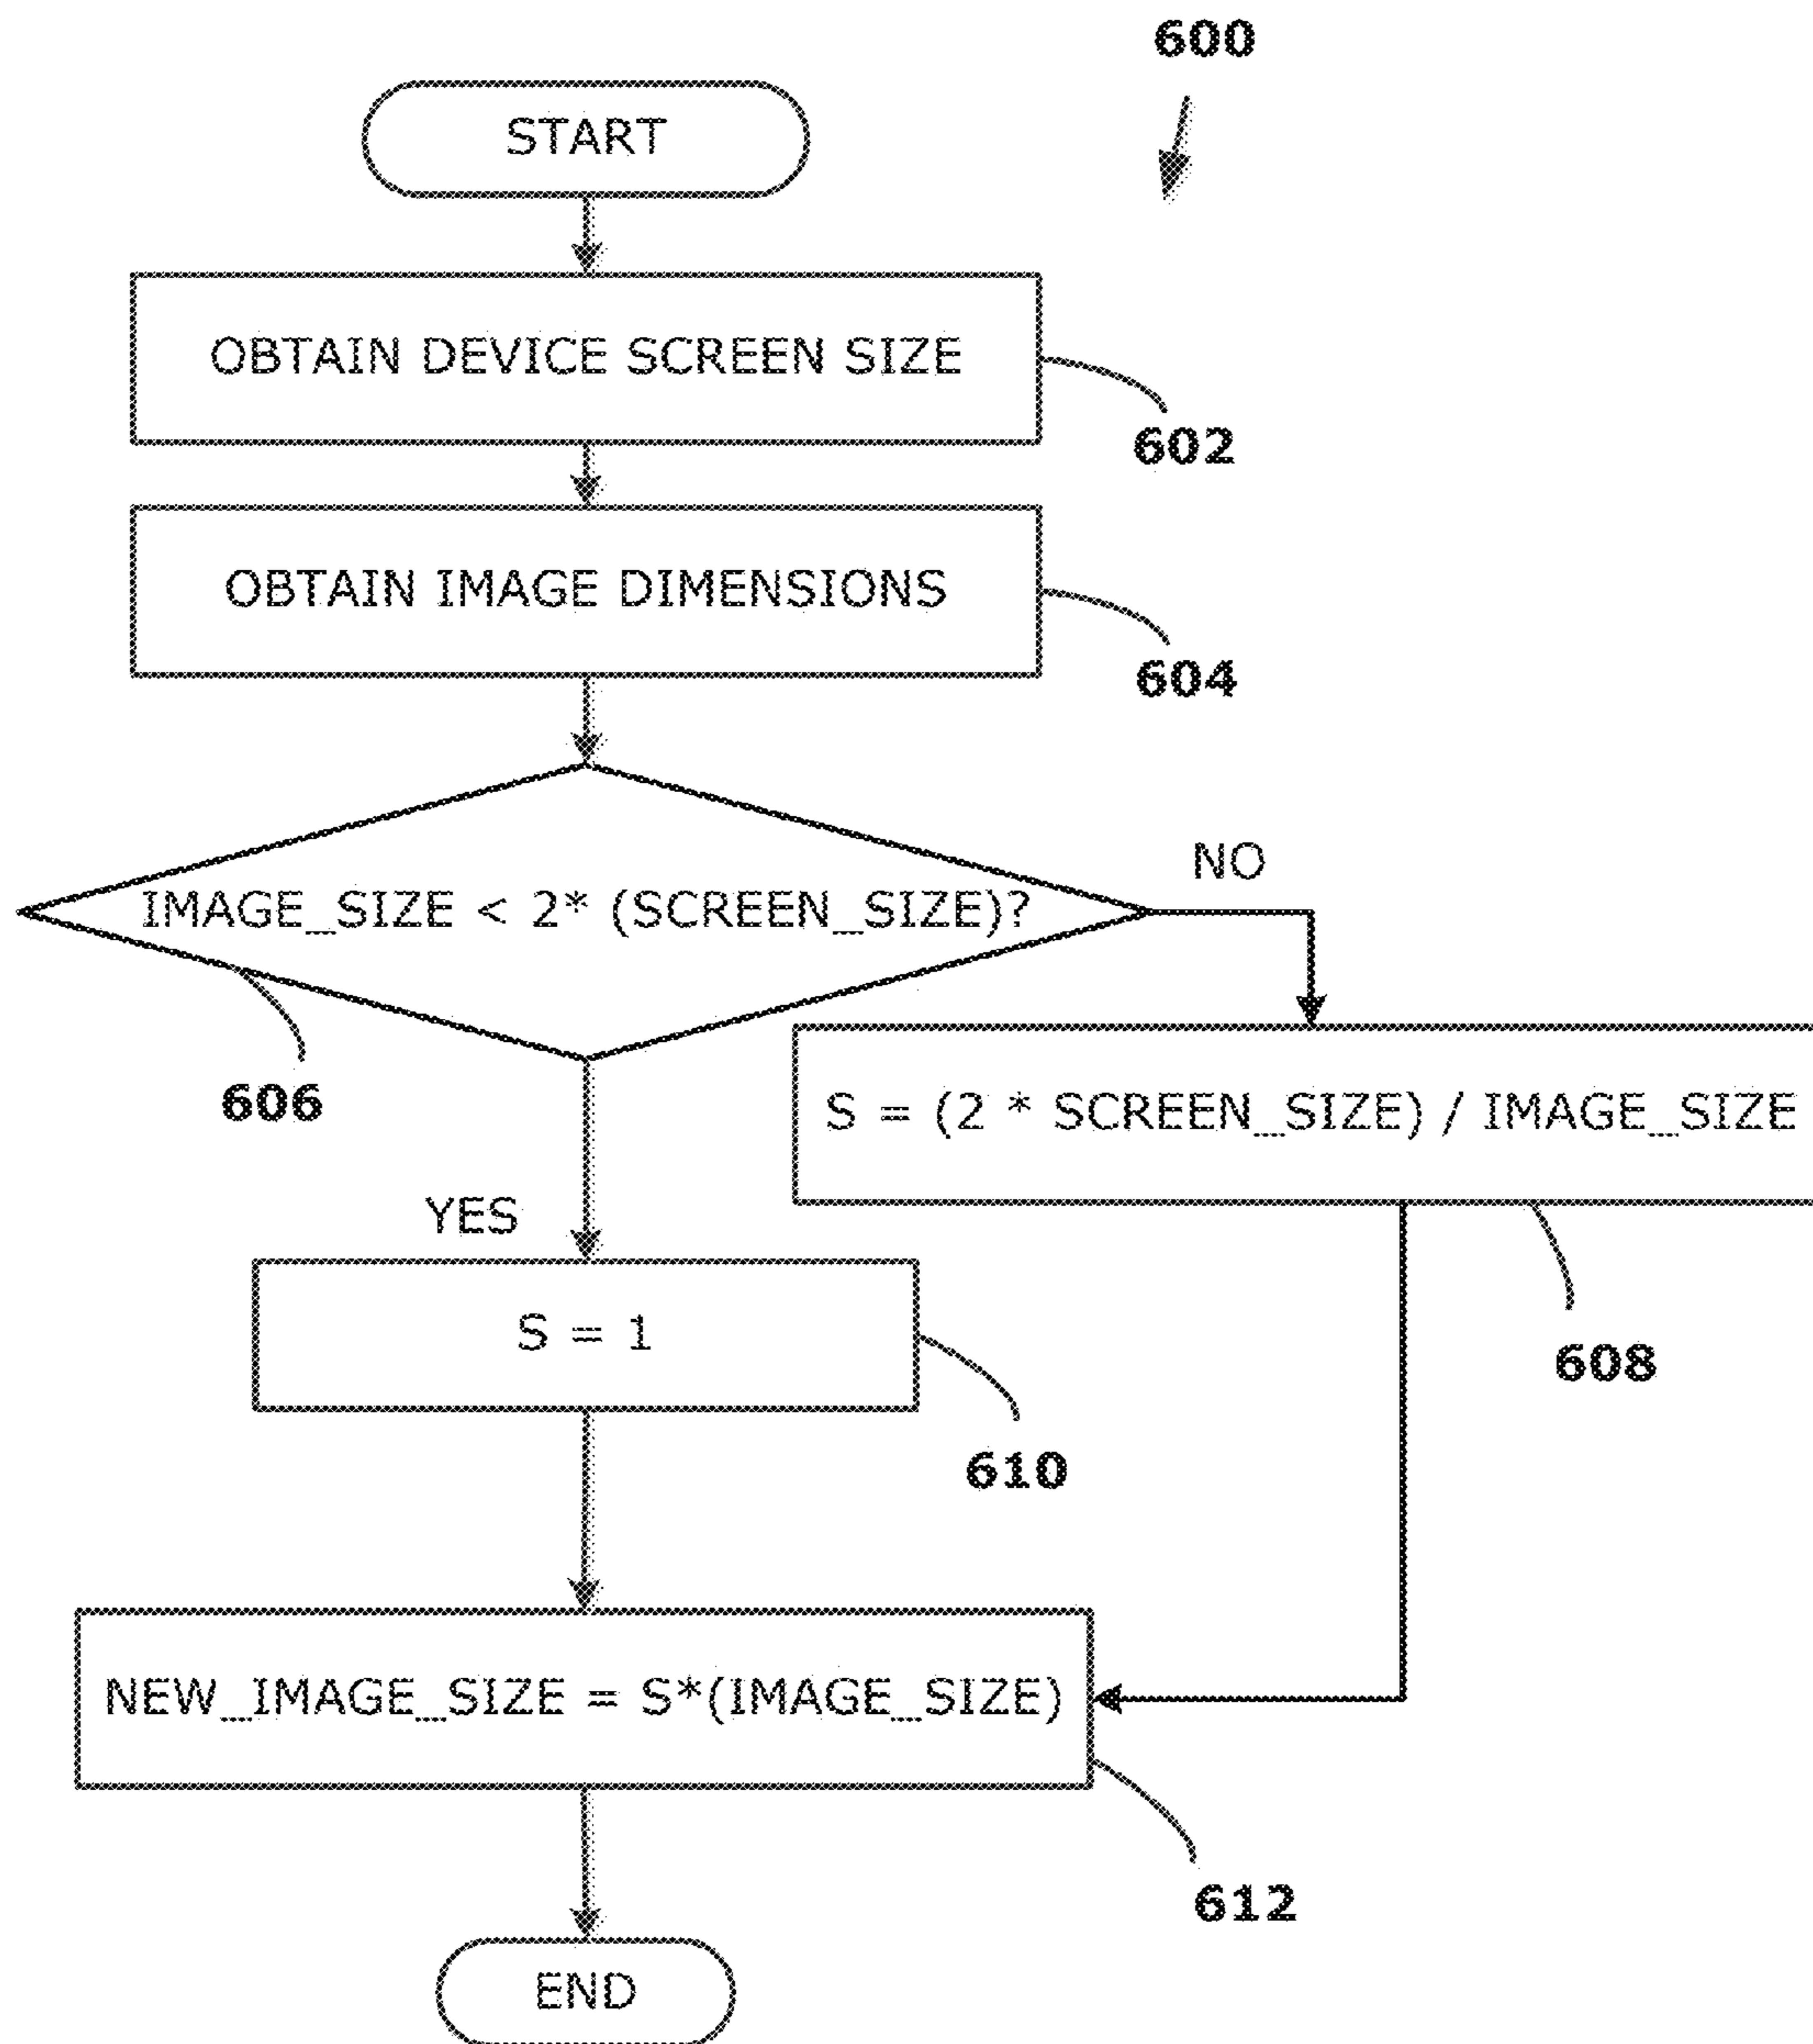 600
START
OBTAIN DEVICE SCREEN SIZE
602
OBTAIN IMAGE DIMENSIONS
604
NO
IMAGE_SIZE < 2* (SCREEN_SIZE)?
606
S = (2 * SCREEN_SIZE) / IMAGE_SIZE
608
YES
S = 1
610
NEW_IMAGE_SIZE = S*(IMAGE_SIZE)
612
END